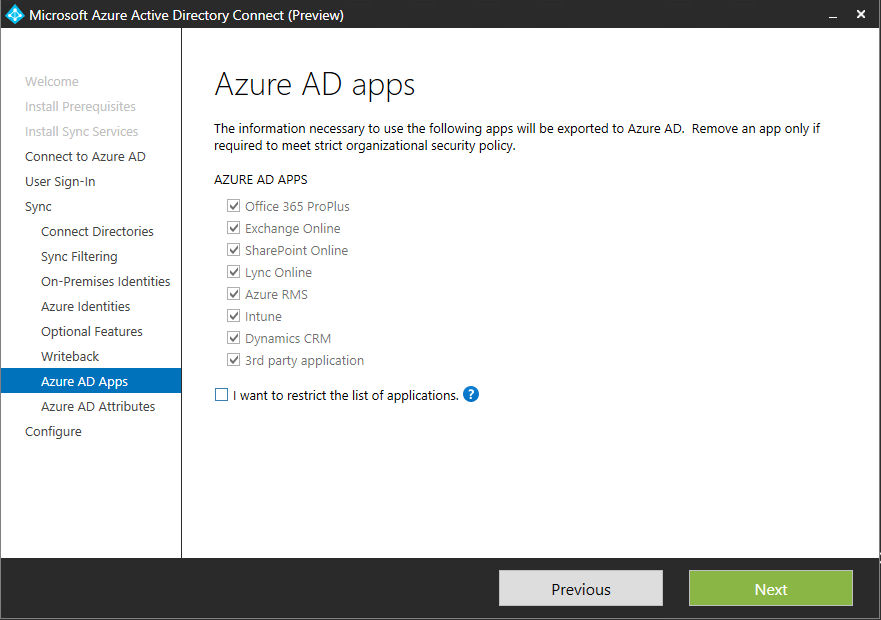 Microsoft Azure Active Directory Connect (Preview)
Welcome
Install Prerequisites
Install Sync Services
Connect to Azure AD
User Sign-In
Sync
Connect Directories
Sync Filtering
On-Premises Identities
Azure Identities
Optional Features
Writeback
Azure AD Apps
Azure AD Attributes
Configure
Azure AD apps
The information necessary to use the following apps will be exported to Azure AD.  Remove an app only if
required to meet strict organizational security policy.
AZURE AD APPS
Office 365 ProPlus
Exchange Online
SharePoint Online
Lync Online
Azure RMS
Intune
Dynamics CRM
3rd party application
I want to restrict the list of applications. ?
Previous
Next